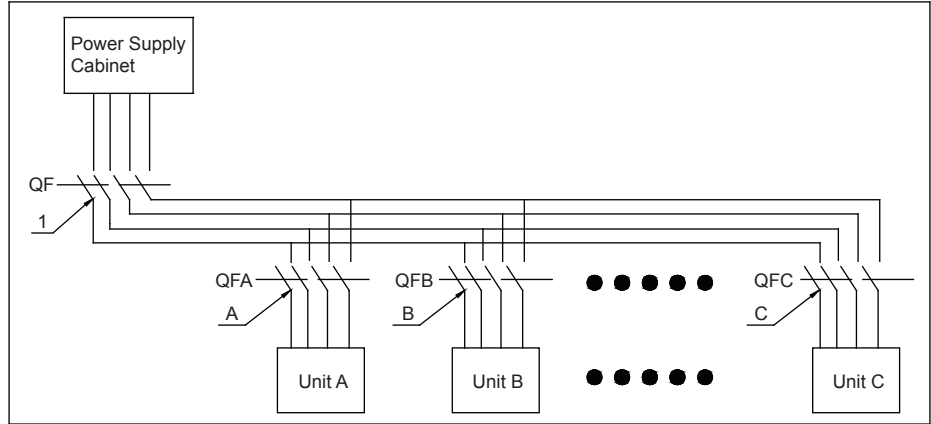 Power Supply
Cabinet
QF
1
QFA
QFB
QFC
A
B
C
Unit A
Unit B
Unit C